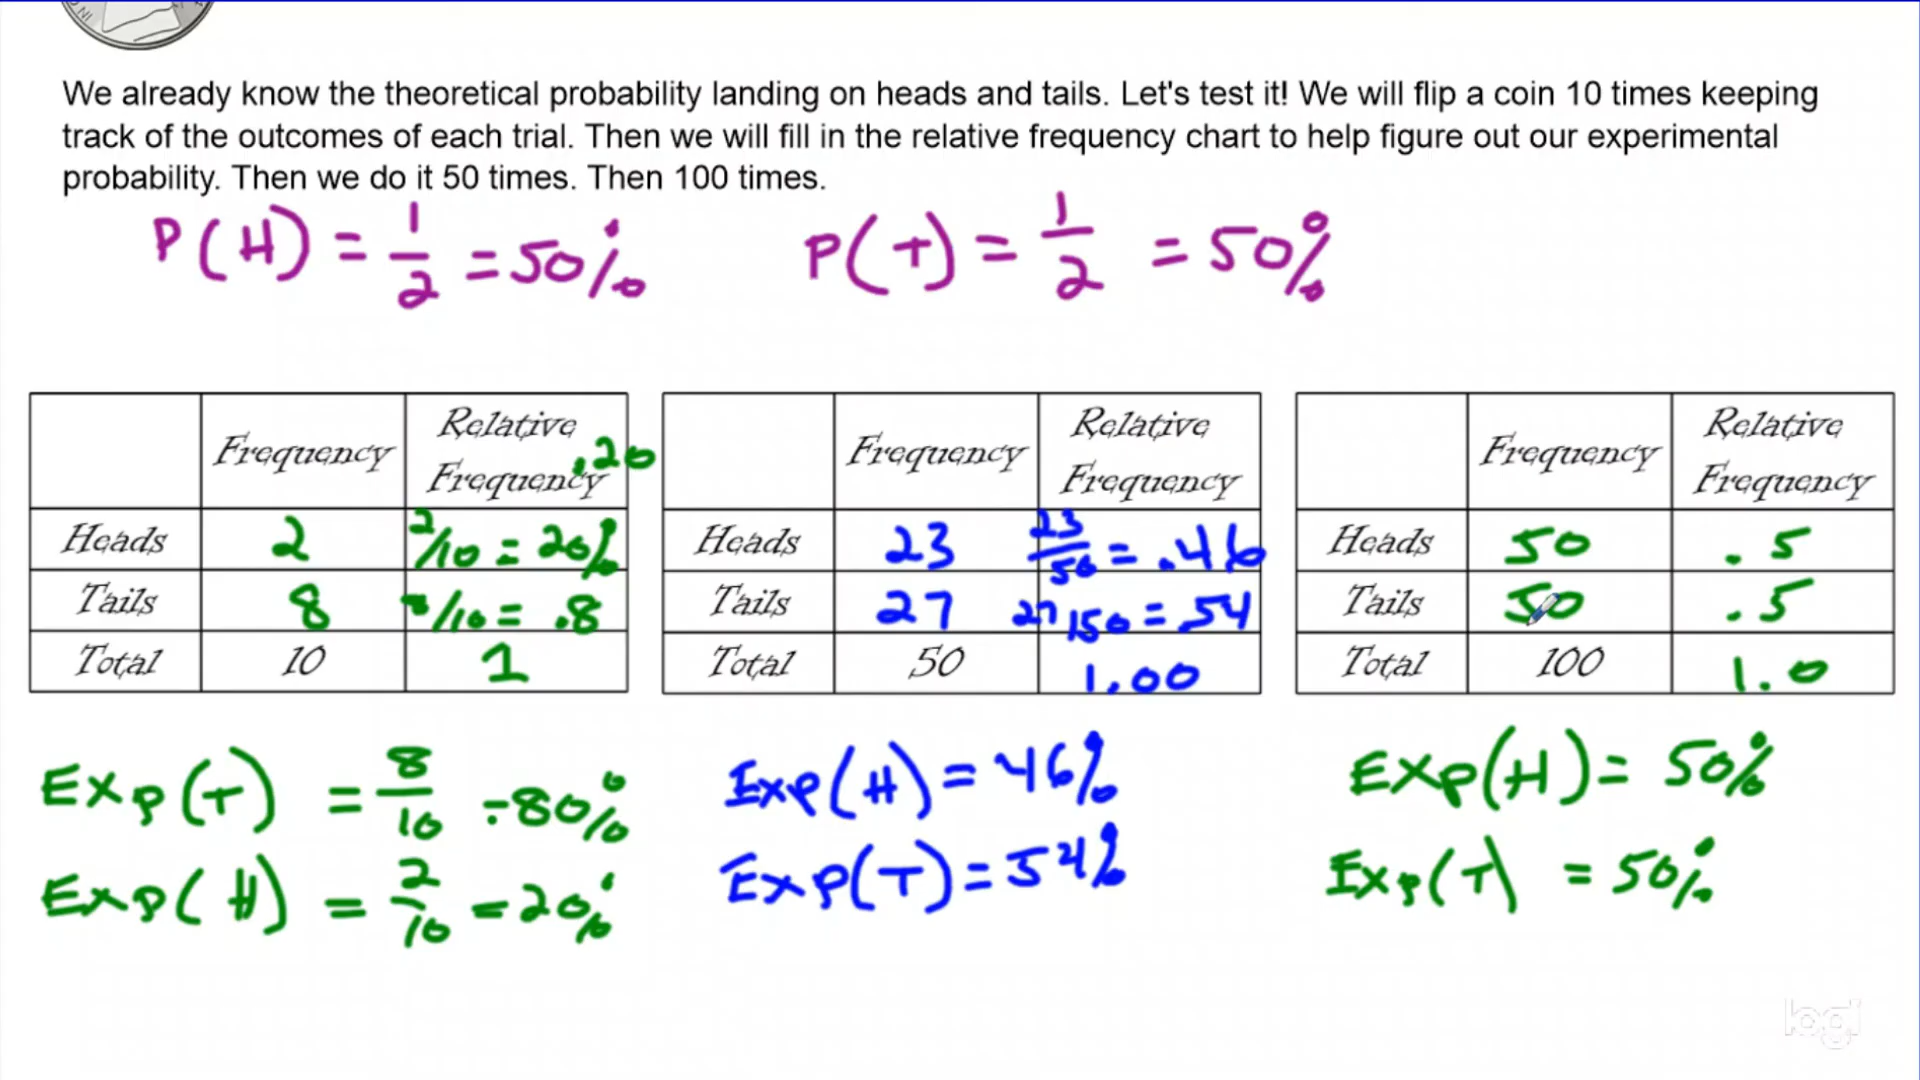 We already know the theoretical probability landing on heads and tails. Let's test it! We will flip a coin 10 times keeping
track of the outcomes of each trial. Then we will fill in the relative frequency chart to help figure out our experimental
probability. Then we do it 50 times. Then 100 times.
P(H) = 1/2 = 50%
P(T) = 1/2 = 50%
Frequency Relative Frequency .20
Heads 2 2/10 = 20%
Tails 8 8/10 = .8
Total 10 1
Frequency Relative Frequency
Heads 23 23/50 = .46
Tails 27 27/50 = .54
Total 50 1.00
Frequency Relative Frequency
Heads 50 .5
Tails 50 .5
Total 100 1.0
Exp(T) = 8/10 = 80%
Exp(H) = 2/10 = 20%
Exp(H) = 46%
Exp(T) = 54%
Exp(H) = 50%
Exp(T) = 50%
logi